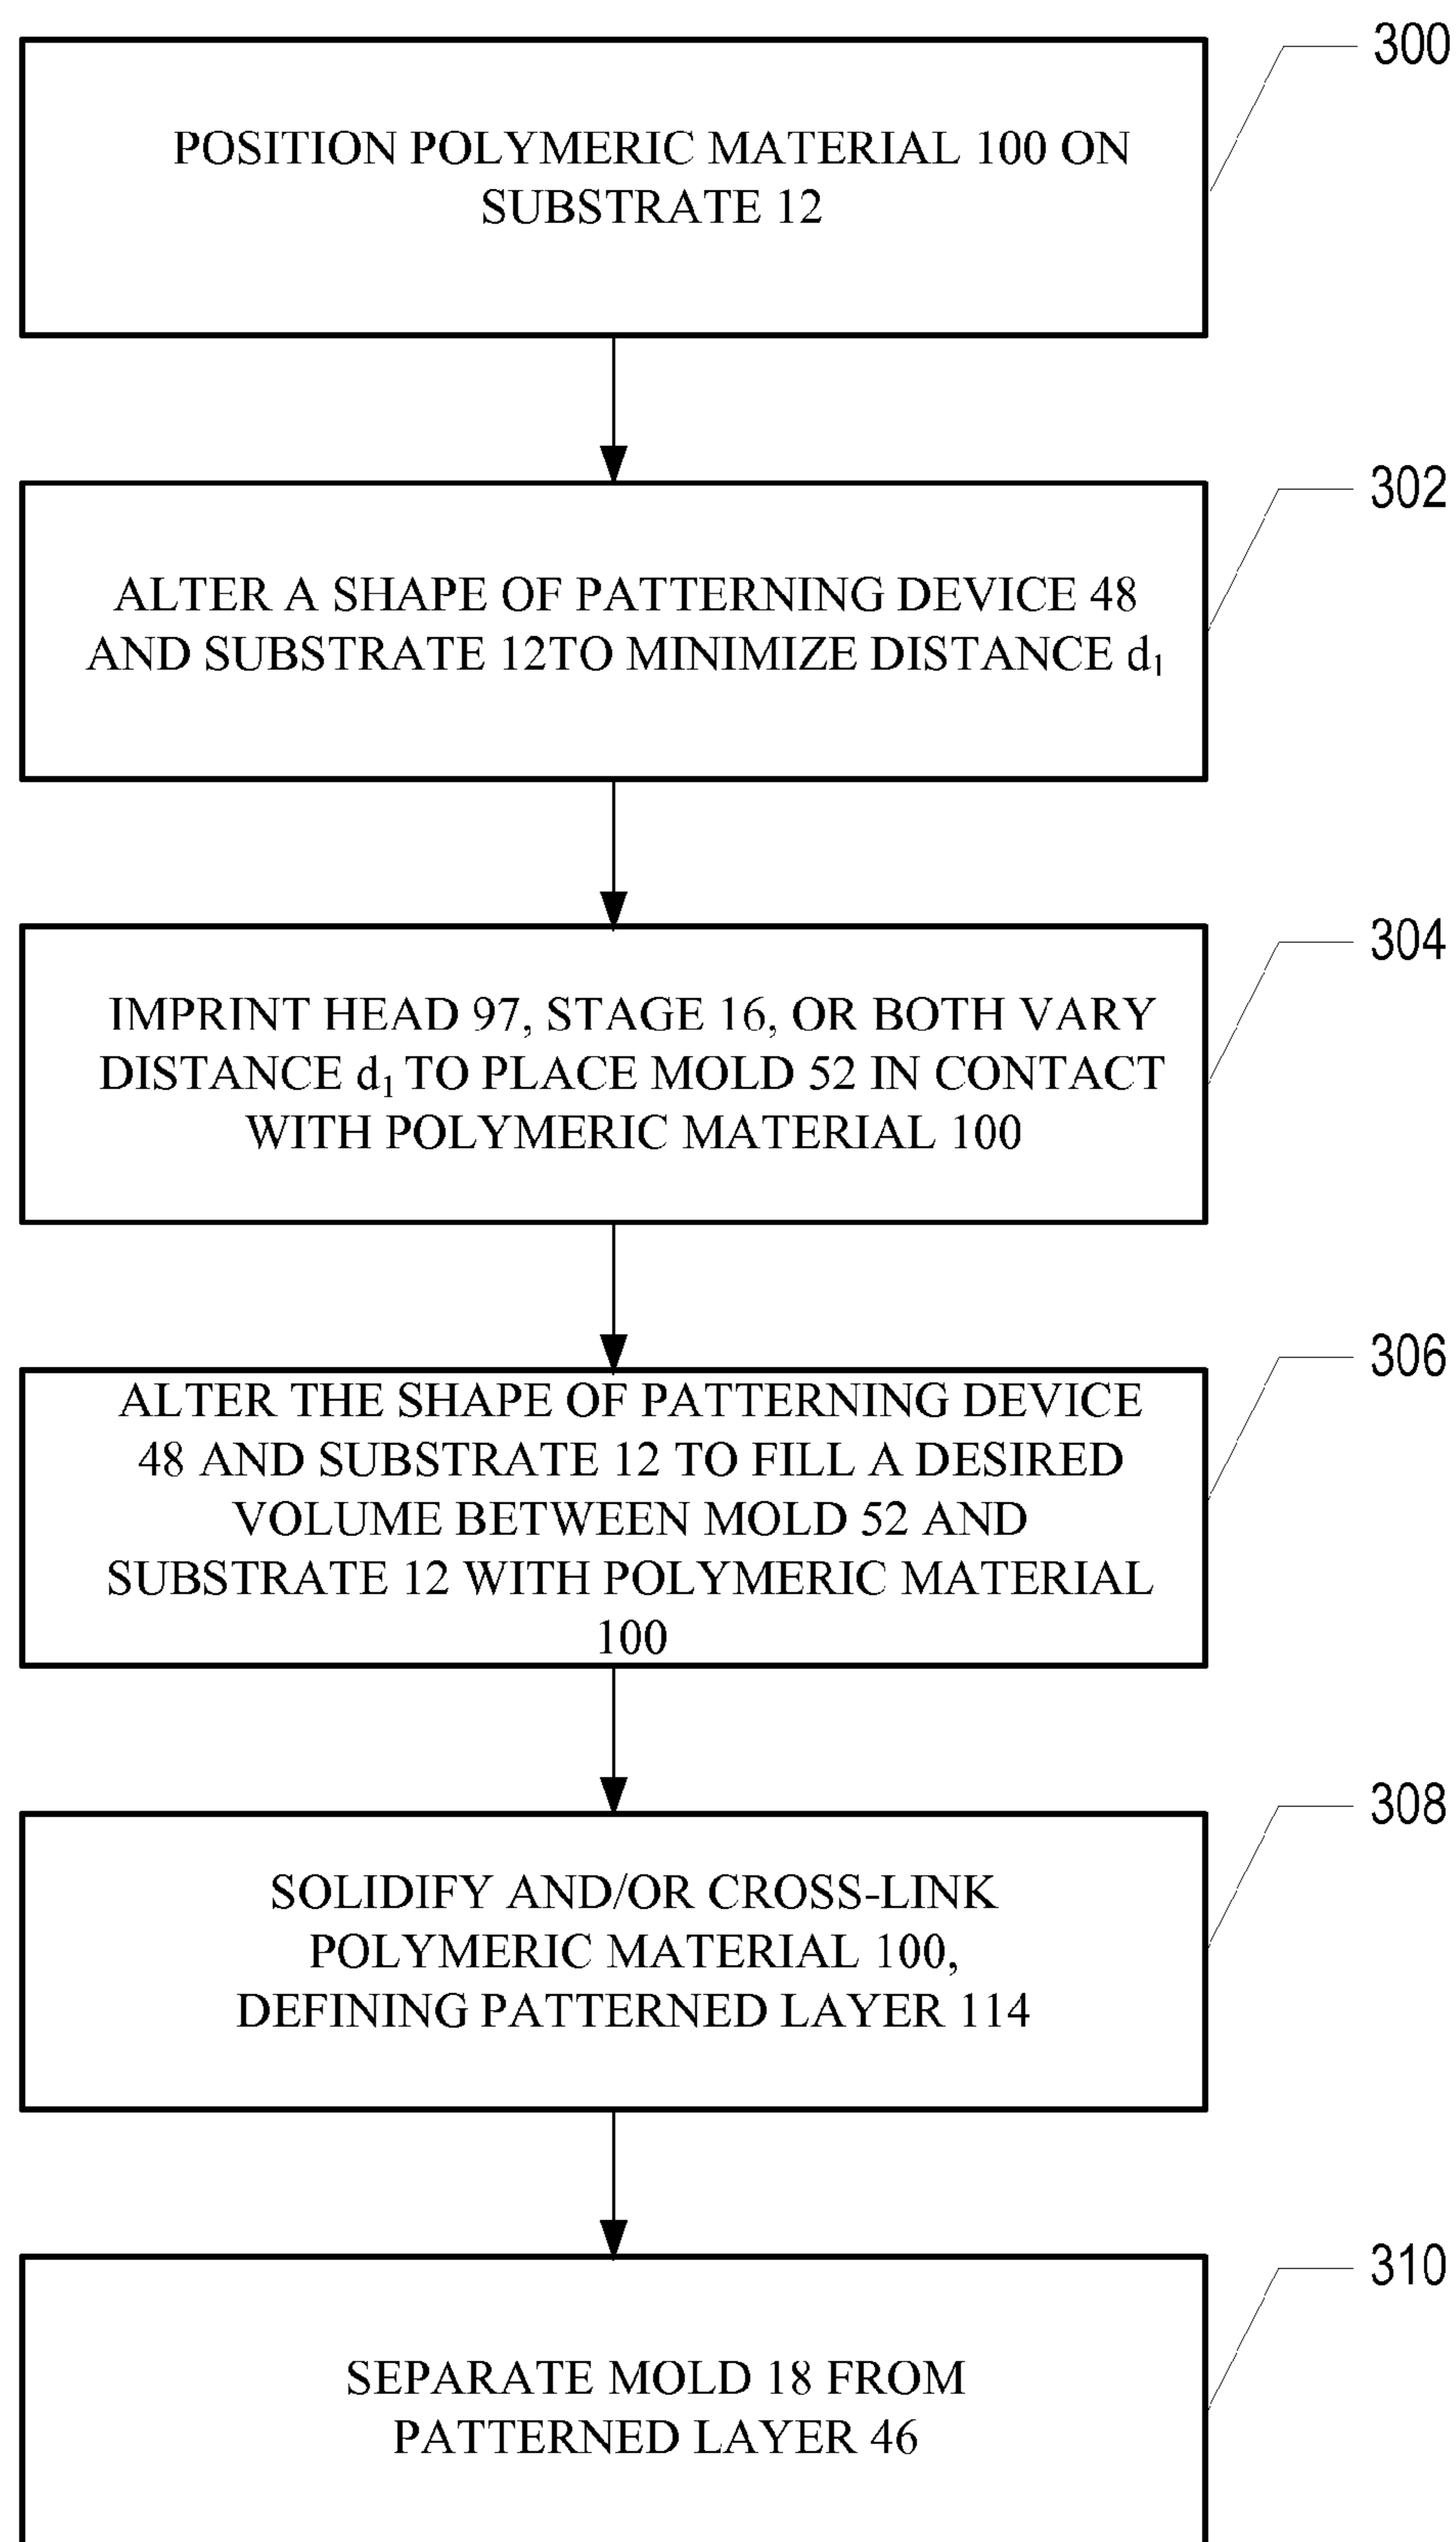 300
POSITION POLYMERIC MATERIAL 100 ON
SUBSTRATE 12
302
ALTER A SHAPE OF PATTERNING DEVICE 48
AND SUBSTRATE 12TO MINIMIZE DISTANCE d₁
304
IMPRINT HEAD 97, STAGE 16, OR BOTH VARY
DISTANCE d₁ TO PLACE MOLD 52 IN CONTACT
WITH POLYMERIC MATERIAL 100
306
ALTER THE SHAPE OF PATTERNING DEVICE
48 AND SUBSTRATE 12 TO FILL A DESIRED
VOLUME BETWEEN MOLD 52 AND
SUBSTRATE 12 WITH POLYMERIC MATERIAL
100
308
SOLIDIFY AND/OR CROSS-LINK
POLYMERIC MATERIAL 100,
DEFINING PATTERNED LAYER 114
310
SEPARATE MOLD 18 FROM
PATTERNED LAYER 46